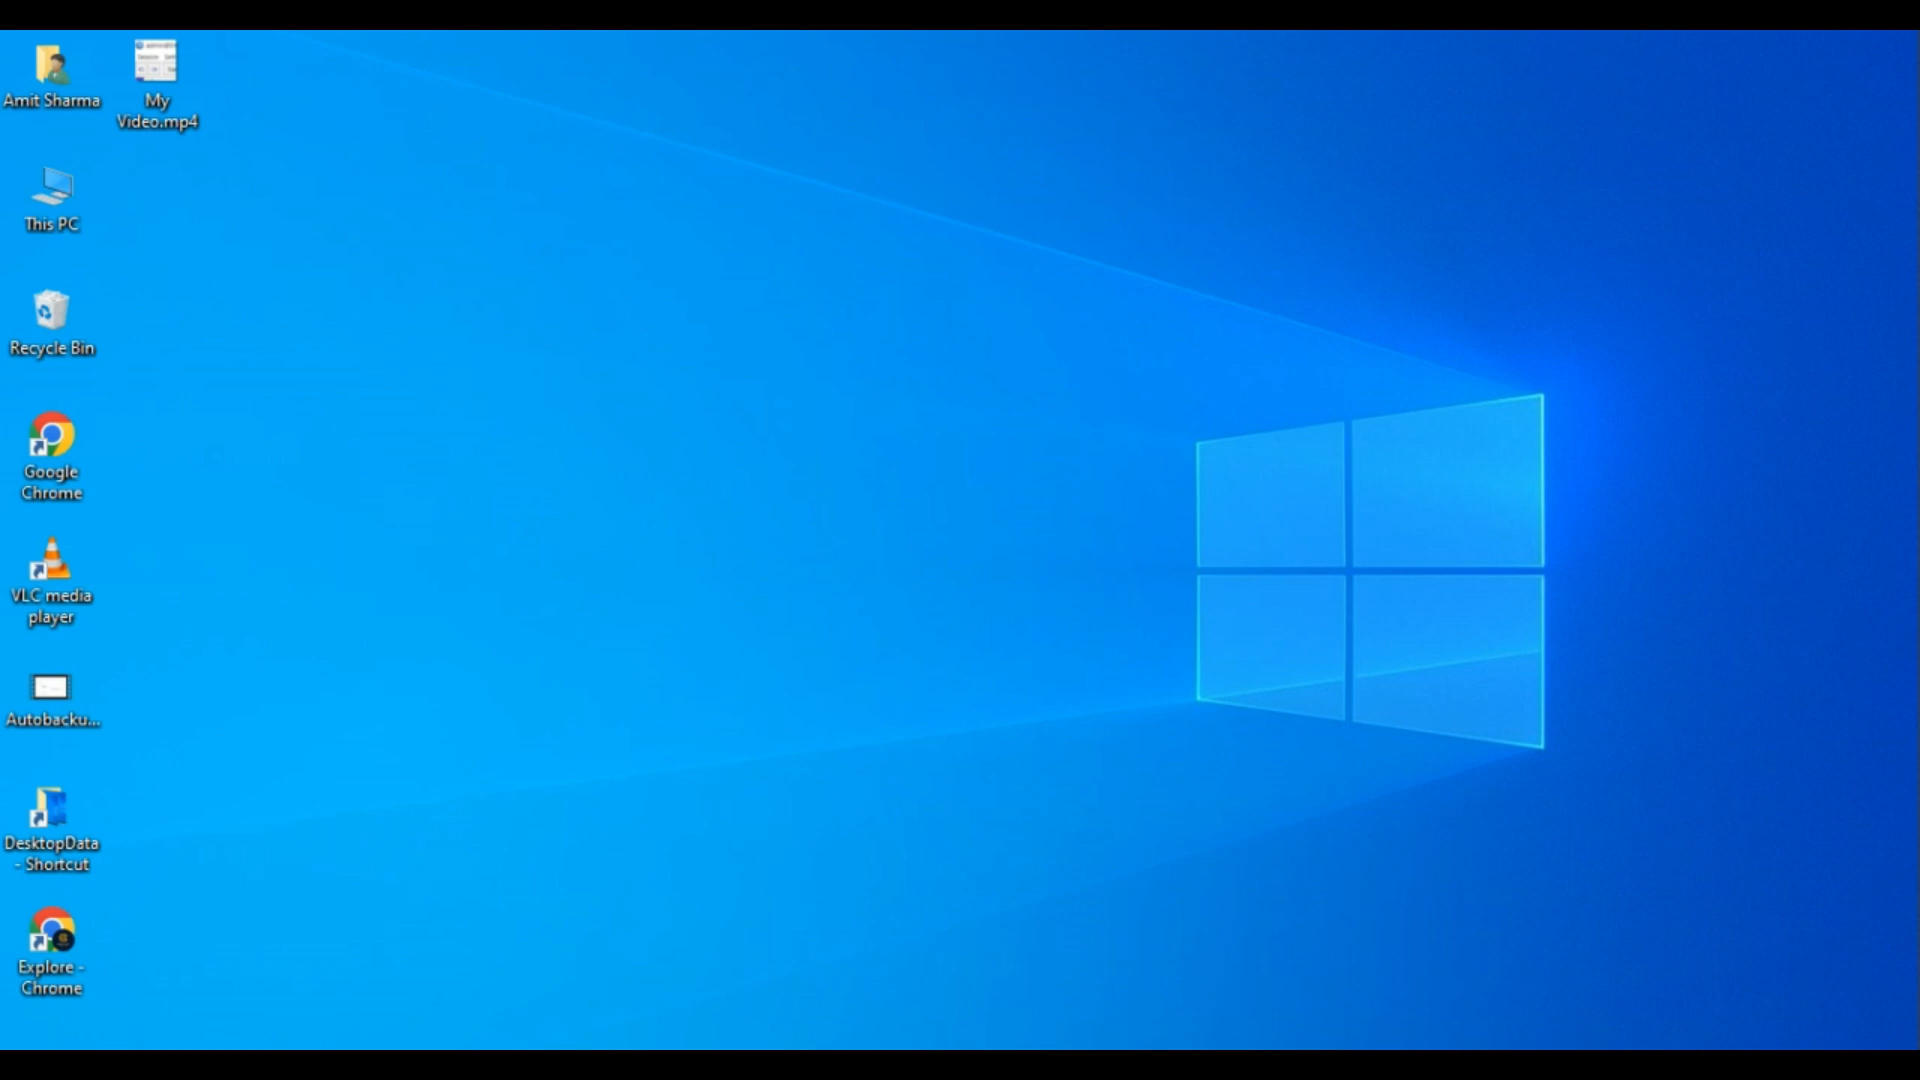 Amit Sharma
My
Video.mp4
This PC
Recycle Bin
Google
Chrome
VLC media
player
Autobacku...
DesktopData
- Shortcut
Explore -
Chrome